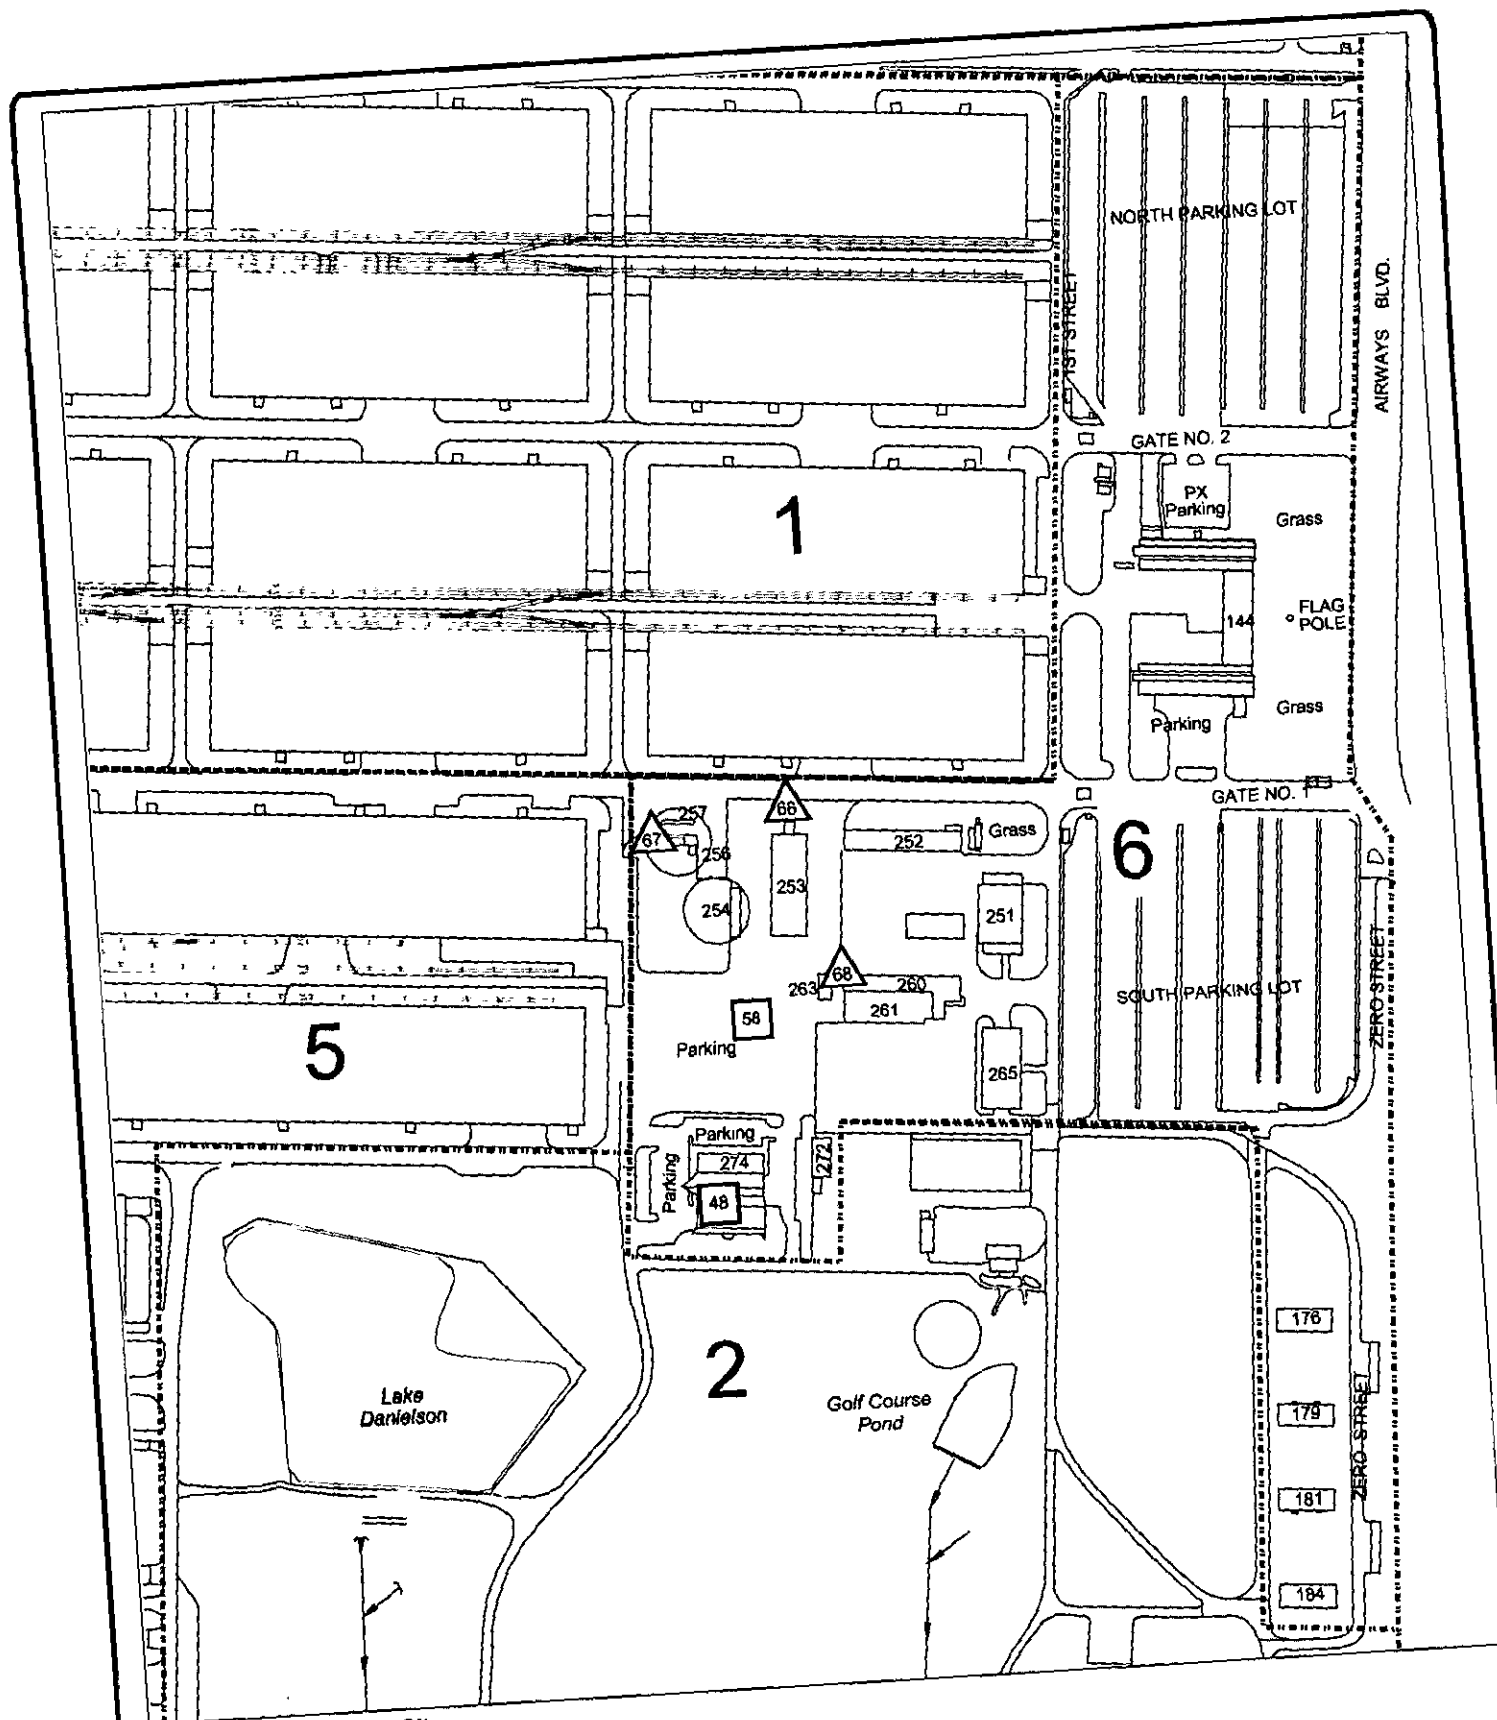 NORTH PARKING LOT
1ST STREET
AIRWAYS BLVD.
GATE NO. 2
PX
Parking
Grass
1
144
FLAG
POLE
Grass
Parking
GATE NO. 1
66
257
67
256
252
Grass
6
253
254
251
68
263
260
261
SOUTH PARKING LOT
ZERO STREET
58
Parking
5
265
Parking
274
272
Parking
48
176
2
Lake
Danielson
Golf Course
Pond
179
ZERO STREET
181
184